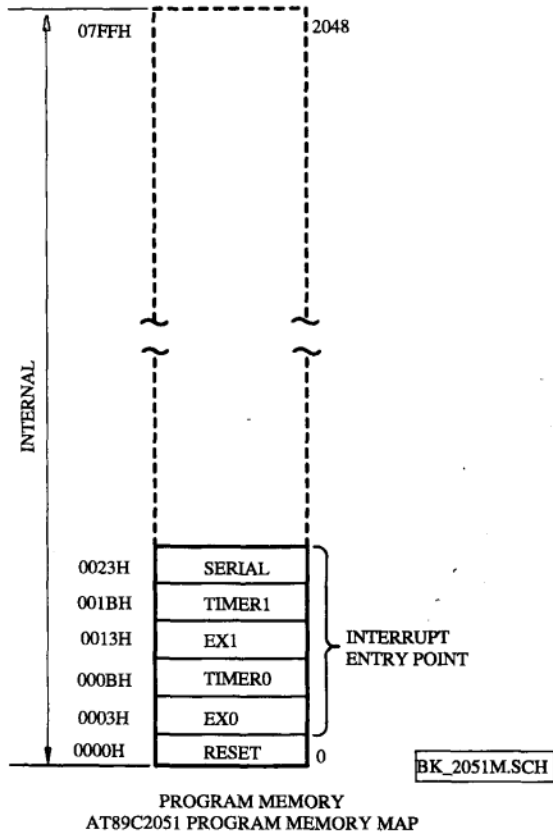 07FFH 2048
INTERNAL
0023H SERIAL
001BH TIMER1
0013H EX1
INTERRUPT
ENTRY POINT
000BH TIMER0
0003H EX0
0000H RESET 0
BK_2051M.SCH
PROGRAM MEMORY
AT89C2051 PROGRAM MEMORY MAP